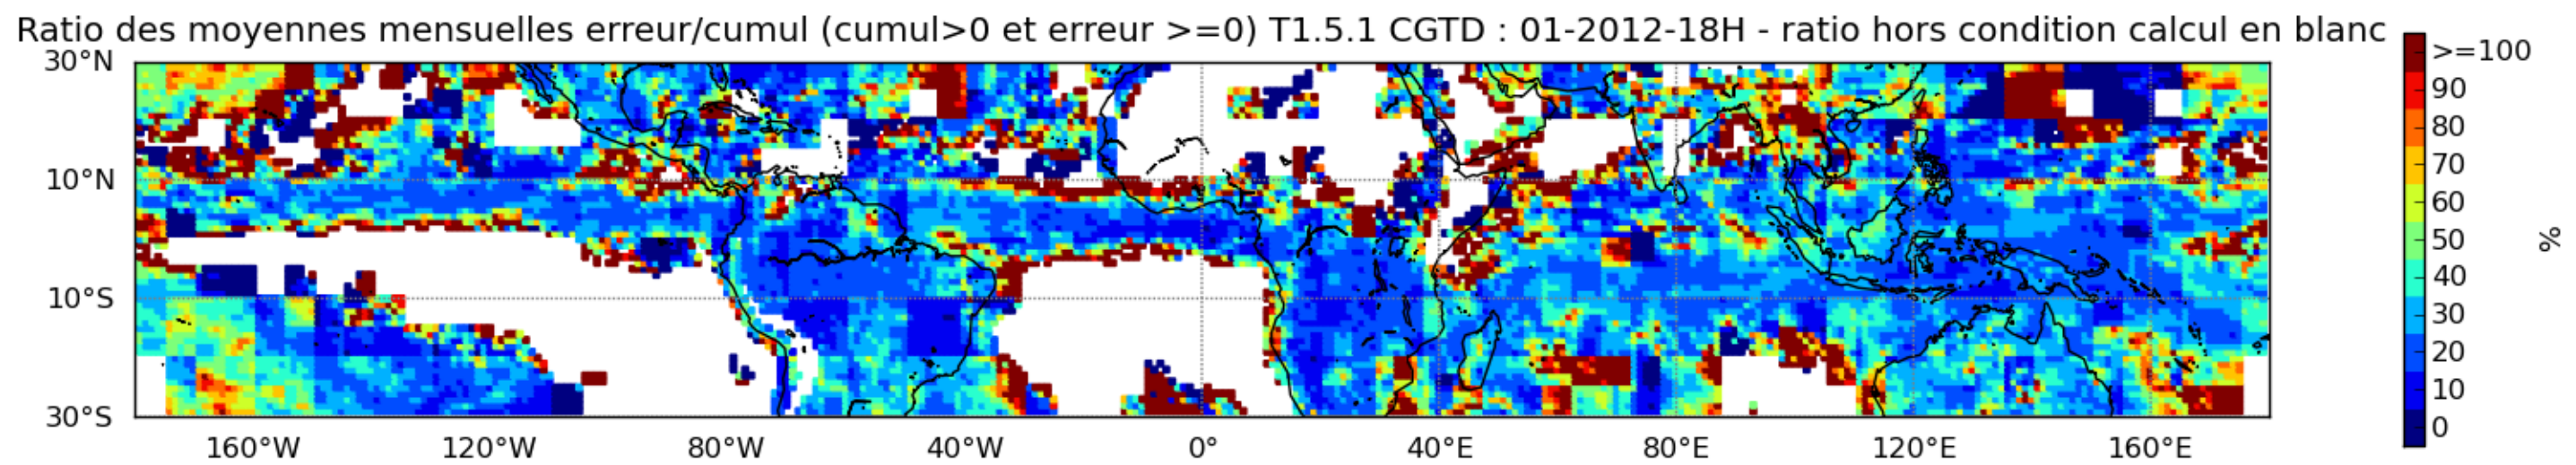 Ratio des moyennes mensuelles erreur/cumul (cumul>0 et erreur >=0) T1.5.1 CGTD : 01-2012-18H - ratio hors condition calcul en blanc
30°N
10°N
10°S
30°S
160°W 120°W 80°W 40°W 0° 40°E 80°E 120°E 160°E
>=100
90
80
70
60
50
40
30
20
10
0
%